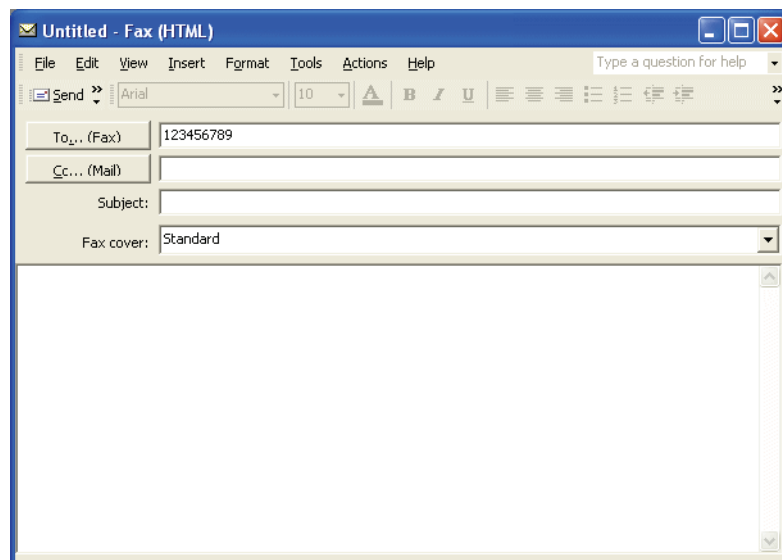 Untitled - Fax (HTML)
File Edit View Insert Format Tools Actions Help Type a question for help
Send Arial 10 A B I U
To... (Fax) 123456789
Cc... (Mail)
Subject:
Fax cover: Standard